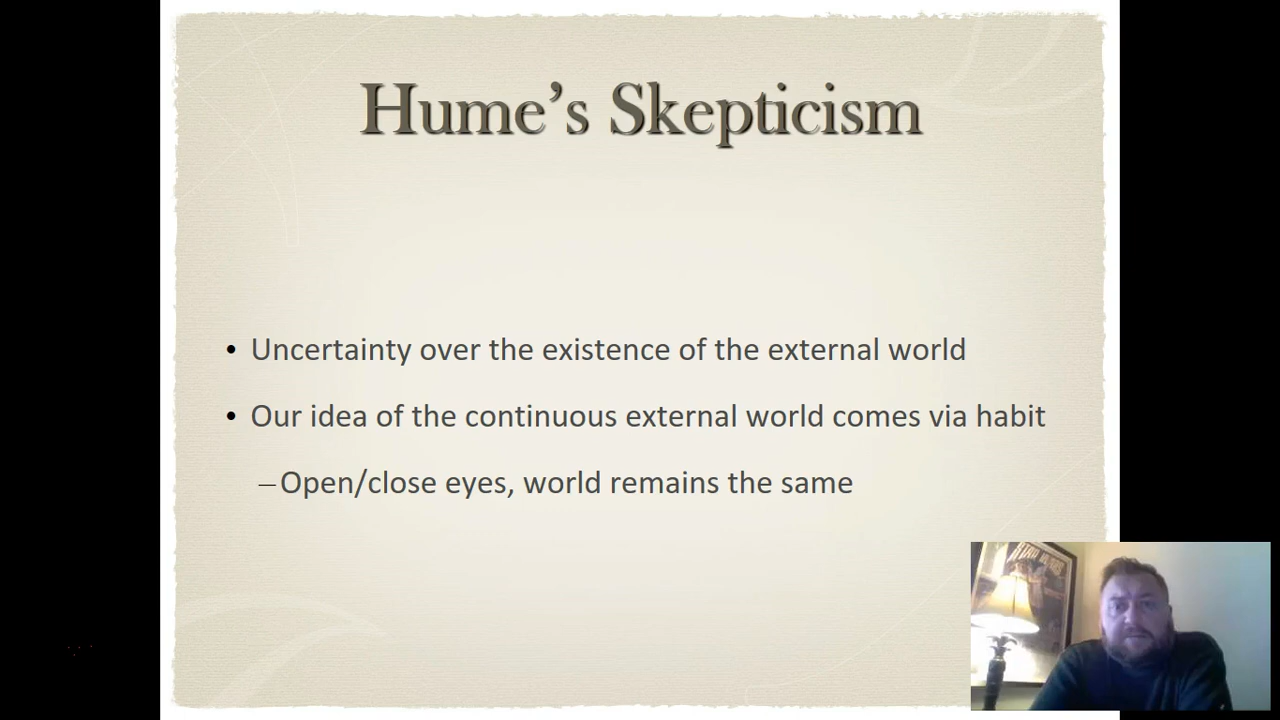 Hume’s Skepticism
• Uncertainty over the existence of the external world
• Our idea of the continuous external world comes via habit
– Open/close eyes, world remains the same